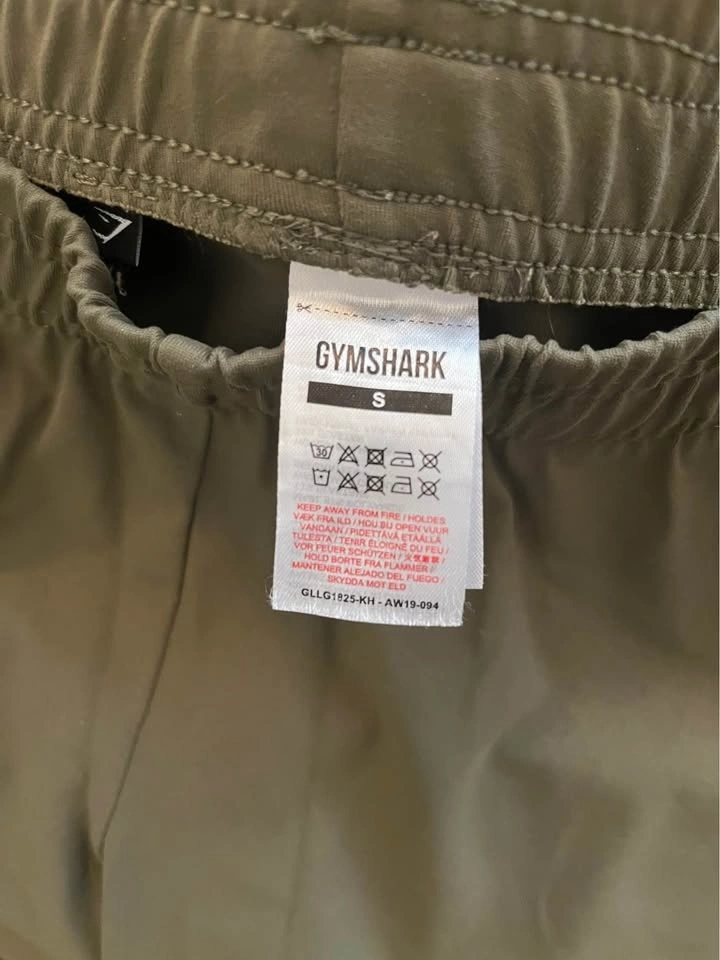 GYMSHARK
S
30
KEEP AWAY FROM FIRE / HOLDES
VÆK FRA ILD / HOU BIJ OPEN VUUR
VANDAAN / PIDETTÄVÄ ETÄÄLLÄ
TULESTA / TENIR ÉLOIGNÉ DU FEU /
VOR FEUER SCHÜTZEN / 火気厳禁 /
HOLD BORTE FRA FLAMMER /
MANTENER ALEJADO DEL FUEGO /
SKYDDA MOT ELD
GLLG1825-KH - AW19-094